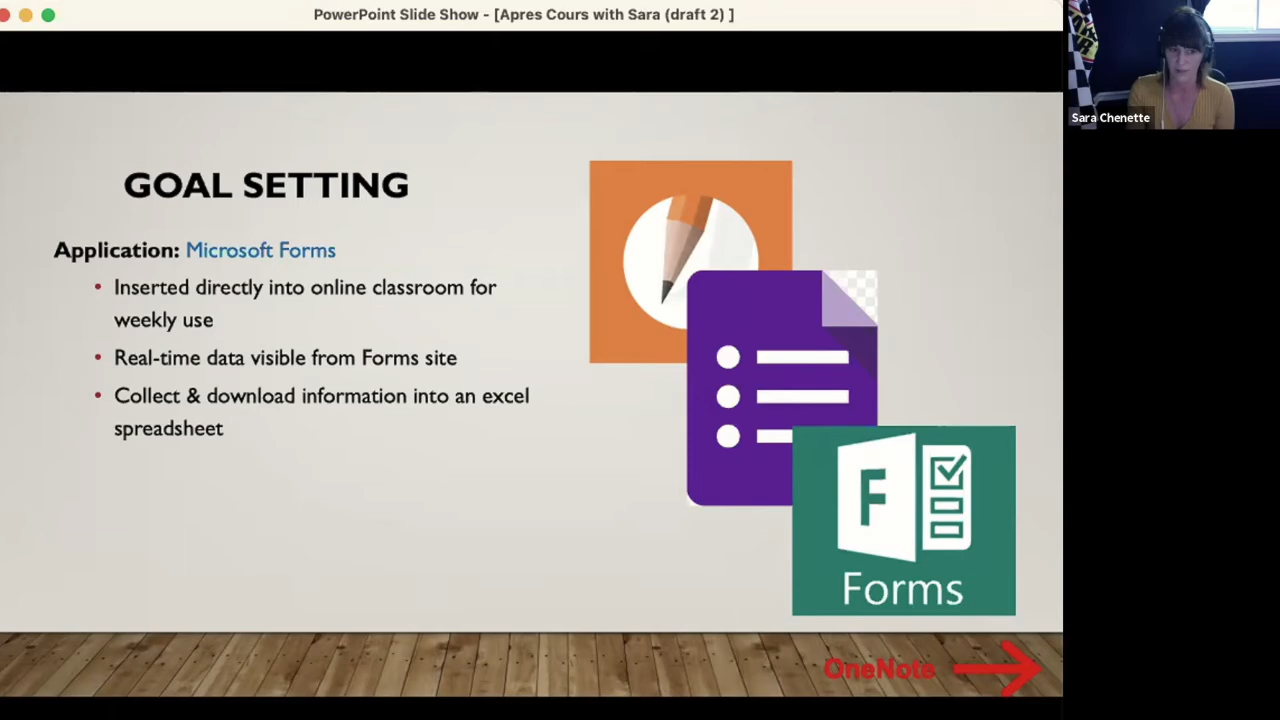 PowerPoint Slide Show - [Apres Cours with Sara (draft 2) ]
Sara Chenette
GOAL SETTING
Application: Microsoft Forms
• Inserted directly into online classroom for
weekly use
• Real-time data visible from Forms site
• Collect & download information into an excel
spreadsheet
F
Forms
OneNote